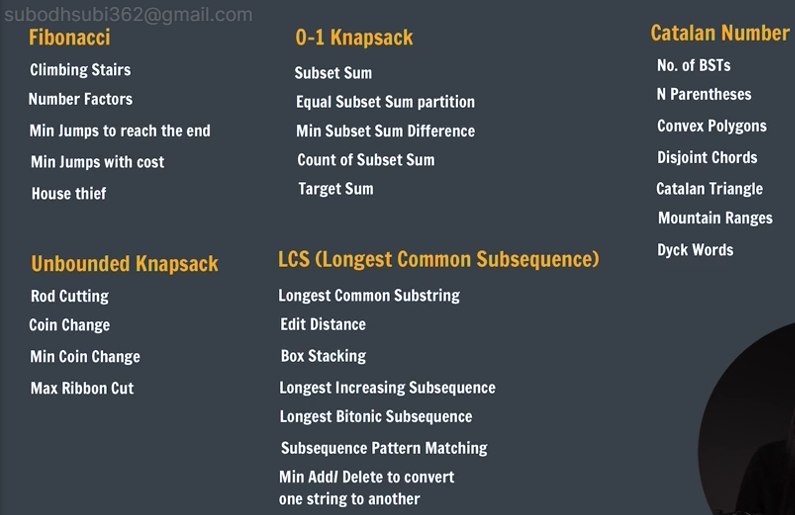 subodhsubi362@gmail.com
Fibonacci
Climbing Stairs
Number Factors
Min Jumps to reach the end
Min Jumps with cost
House thief
0-1 Knapsack
Subset Sum
Equal Subset Sum partition
Min Subset Sum Difference
Count of Subset Sum
Target Sum
Catalan Number
No. of BSTs
N Parentheses
Convex Polygons
Disjoint Chords
Catalan Triangle
Mountain Ranges
Dyck Words
Unbounded Knapsack
Rod Cutting
Coin Change
Min Coin Change
Max Ribbon Cut
LCS (Longest Common Subsequence)
Longest Common Substring
Edit Distance
Box Stacking
Longest Increasing Subsequence
Longest Bitonic Subsequence
Subsequence Pattern Matching
Min Add/ Delete to convert
one string to another